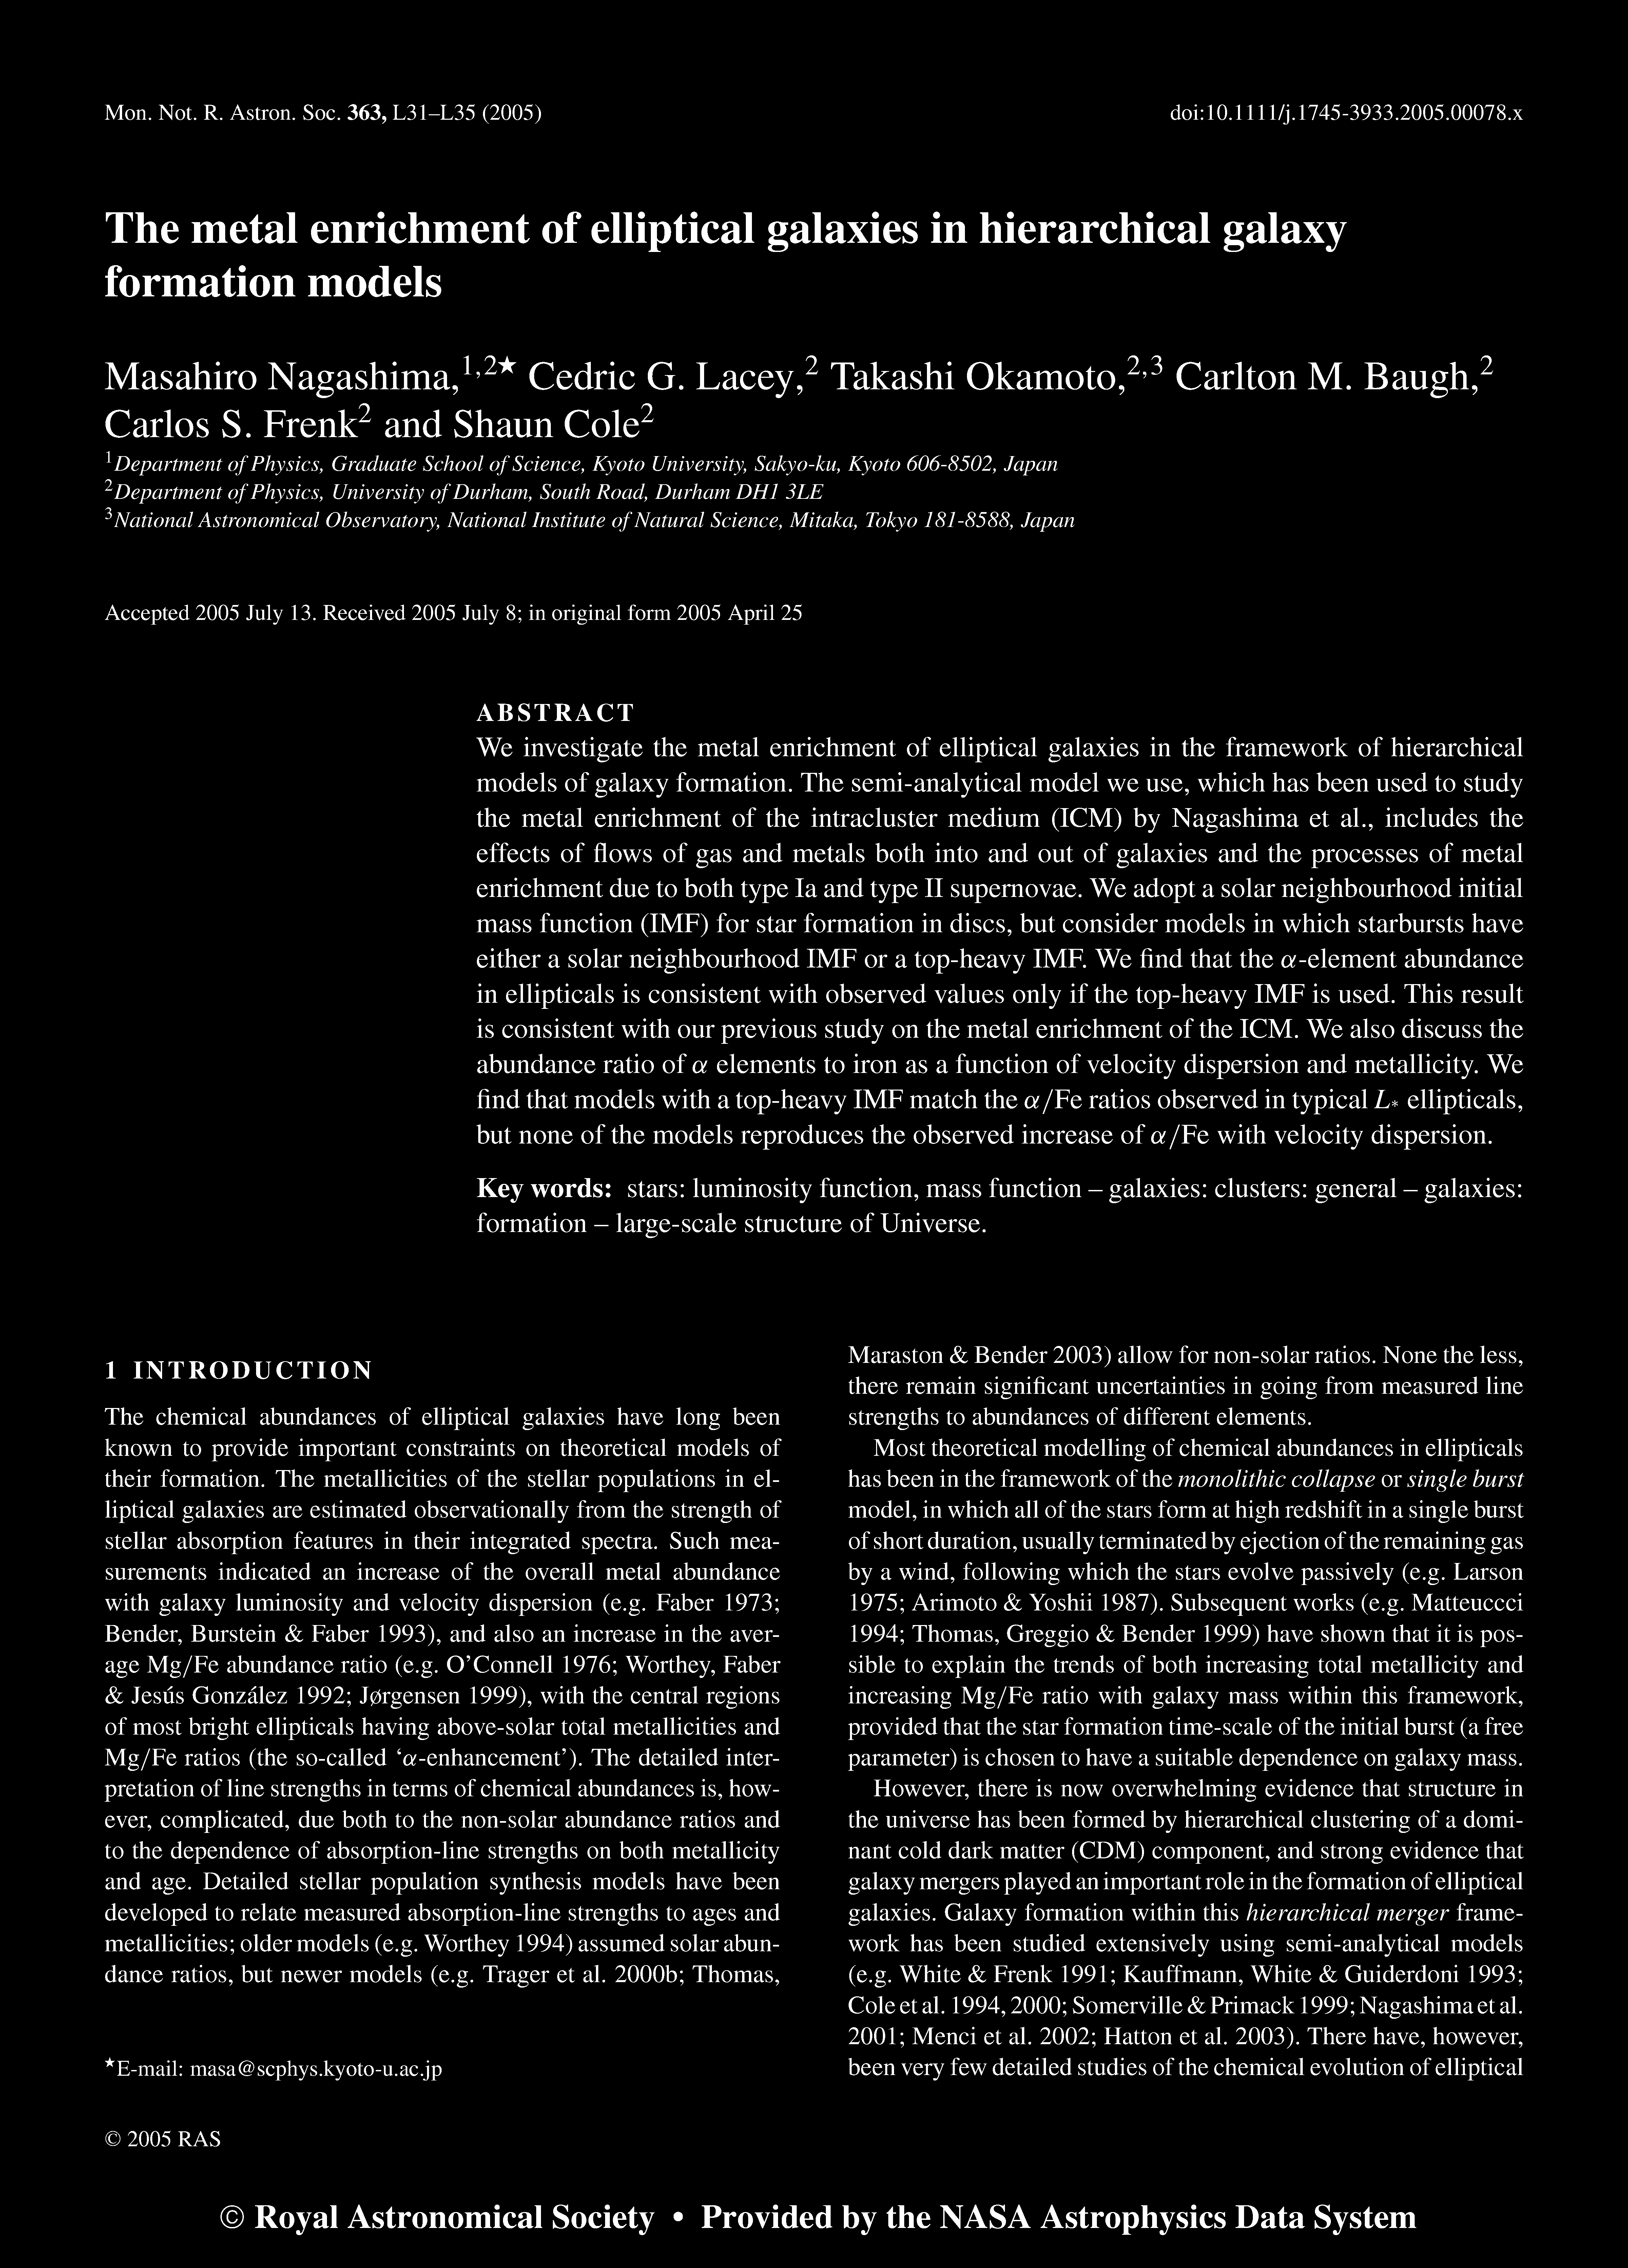 Mon. Not. R. Astron. Soc. 363, L31–L35 (2005)
doi:10.1111/j.1745-3933.2005.00078.x
The metal enrichment of elliptical galaxies in hierarchical galaxy
formation models
Masahiro Nagashima,1,2★ Cedric G. Lacey,2 Takashi Okamoto,2,3 Carlton M. Baugh,2
Carlos S. Frenk2 and Shaun Cole2
1Department of Physics, Graduate School of Science, Kyoto University, Sakyo-ku, Kyoto 606-8502, Japan
2Department of Physics, University of Durham, South Road, Durham DH1 3LE
3National Astronomical Observatory, National Institute of Natural Science, Mitaka, Tokyo 181-8588, Japan
Accepted 2005 July 13. Received 2005 July 8; in original form 2005 April 25
ABSTRACT
We investigate the metal enrichment of elliptical galaxies in the framework of hierarchical
models of galaxy formation. The semi-analytical model we use, which has been used to study
the metal enrichment of the intracluster medium (ICM) by Nagashima et al., includes the
effects of flows of gas and metals both into and out of galaxies and the processes of metal
enrichment due to both type Ia and type II supernovae. We adopt a solar neighbourhood initial
mass function (IMF) for star formation in discs, but consider models in which starbursts have
either a solar neighbourhood IMF or a top-heavy IMF. We find that the α-element abundance
in ellipticals is consistent with observed values only if the top-heavy IMF is used. This result
is consistent with our previous study on the metal enrichment of the ICM. We also discuss the
abundance ratio of α elements to iron as a function of velocity dispersion and metallicity. We
find that models with a top-heavy IMF match the α/Fe ratios observed in typical L* ellipticals,
but none of the models reproduces the observed increase of α/Fe with velocity dispersion.
Key words: stars: luminosity function, mass function – galaxies: clusters: general – galaxies:
formation – large-scale structure of Universe.
1 INTRODUCTION
The chemical abundances of elliptical galaxies have long been
known to provide important constraints on theoretical models of
their formation. The metallicities of the stellar populations in el-
liptical galaxies are estimated observationally from the strength of
stellar absorption features in their integrated spectra. Such mea-
surements indicated an increase of the overall metal abundance
with galaxy luminosity and velocity dispersion (e.g. Faber 1973;
Bender, Burstein & Faber 1993), and also an increase in the aver-
age Mg/Fe abundance ratio (e.g. O'Connell 1976; Worthey, Faber
& Jesús González 1992; Jørgensen 1999), with the central regions
of most bright ellipticals having above-solar total metallicities and
Mg/Fe ratios (the so-called ‘α-enhancement’). The detailed inter-
pretation of line strengths in terms of chemical abundances is, how-
ever, complicated, due both to the non-solar abundance ratios and
to the dependence of absorption-line strengths on both metallicity
and age. Detailed stellar population synthesis models have been
developed to relate measured absorption-line strengths to ages and
metallicities; older models (e.g. Worthey 1994) assumed solar abun-
dance ratios, but newer models (e.g. Trager et al. 2000b; Thomas,
★E-mail: masa@scphys.kyoto-u.ac.jp
Maraston & Bender 2003) allow for non-solar ratios. None the less,
there remain significant uncertainties in going from measured line
strengths to abundances of different elements.
Most theoretical modelling of chemical abundances in ellipticals
has been in the framework of the monolithic collapse or single burst
model, in which all of the stars form at high redshift in a single burst
of short duration, usually terminated by ejection of the remaining gas
by a wind, following which the stars evolve passively (e.g. Larson
1975; Arimoto & Yoshii 1987). Subsequent works (e.g. Matteuccci
1994; Thomas, Greggio & Bender 1999) have shown that it is pos-
sible to explain the trends of both increasing total metallicity and
increasing Mg/Fe ratio with galaxy mass within this framework,
provided that the star formation time-scale of the initial burst (a free
parameter) is chosen to have a suitable dependence on galaxy mass.
However, there is now overwhelming evidence that structure in
the universe has been formed by hierarchical clustering of a domi-
nant cold dark matter (CDM) component, and strong evidence that
galaxy mergers played an important role in the formation of elliptical
galaxies. Galaxy formation within this hierarchical merger frame-
work has been studied extensively using semi-analytical models
(e.g. White & Frenk 1991; Kauffmann, White & Guiderdoni 1993;
Cole et al. 1994, 2000; Somerville & Primack 1999; Nagashima et al.
2001; Menci et al. 2002; Hatton et al. 2003). There have, however,
been very few detailed studies of the chemical evolution of elliptical
© 2005 RAS
© Royal Astronomical Society • Provided by the NASA Astrophysics Data System